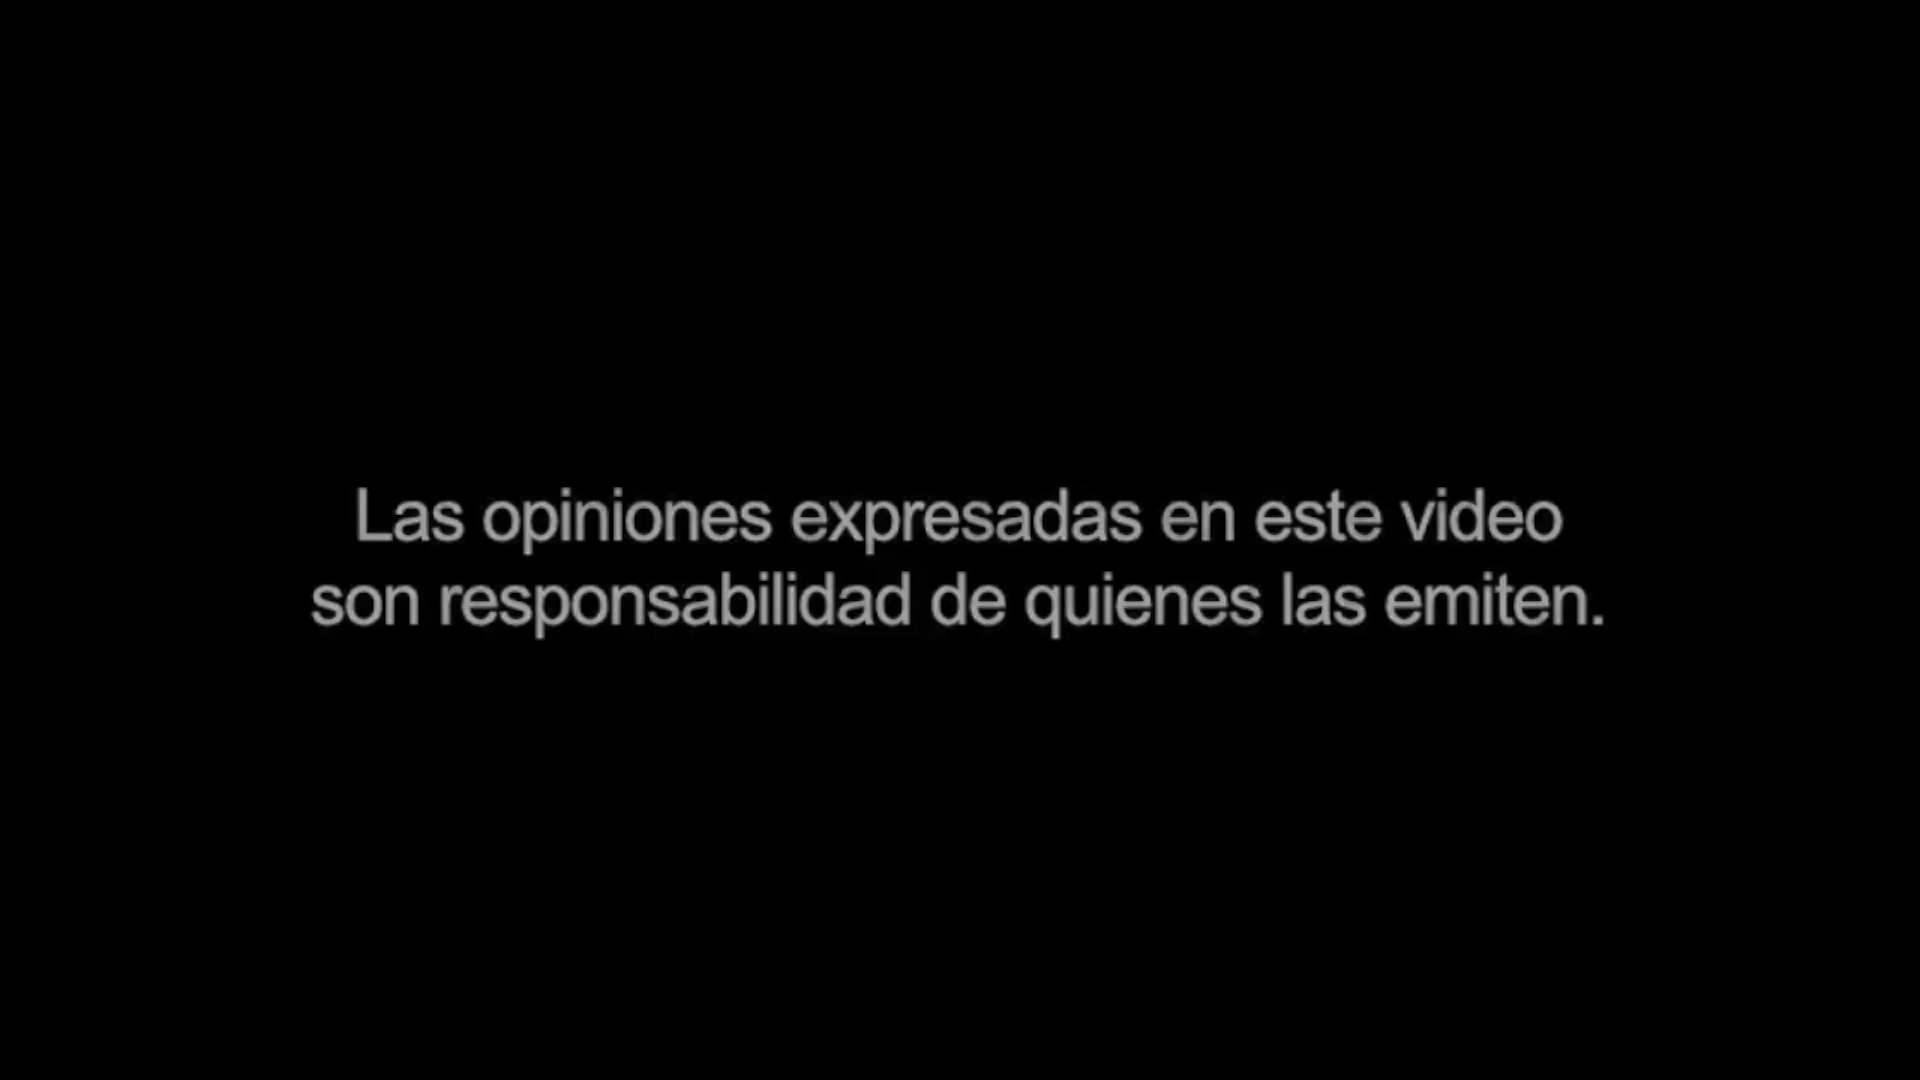 Las opiniones expresadas en este video
son responsabilidad de quienes las emiten.